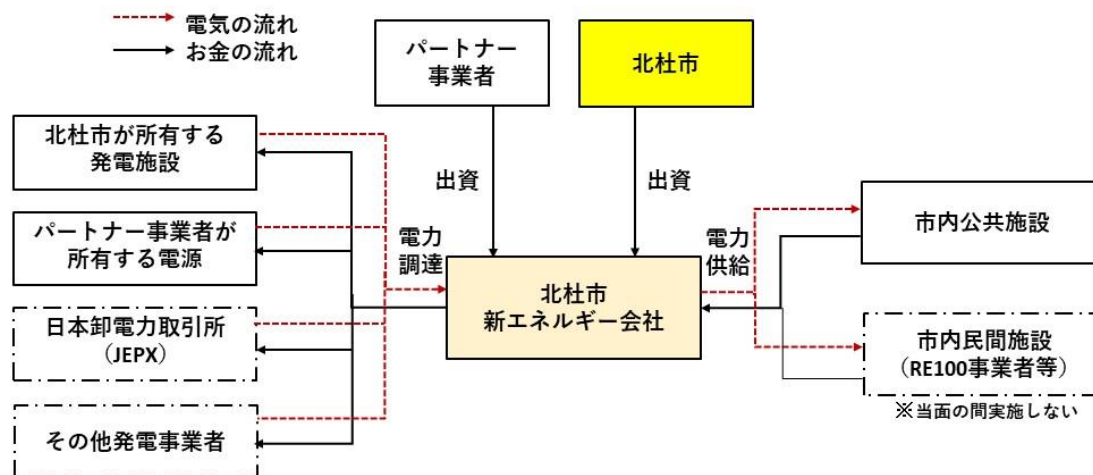 電気の流れ
お金の流れ
パートナー
事業者
北杜市
北杜市が所有する
発電施設
出資
出資
パートナー事業者が
所有する電源
電力
調達
電力
供給
市内公共施設
北杜市
新エネルギー会社
日本卸電力取引所
（JEPX）
市内民間施設
（RE100事業者等）
※当面の間実施しない
その他発電事業者